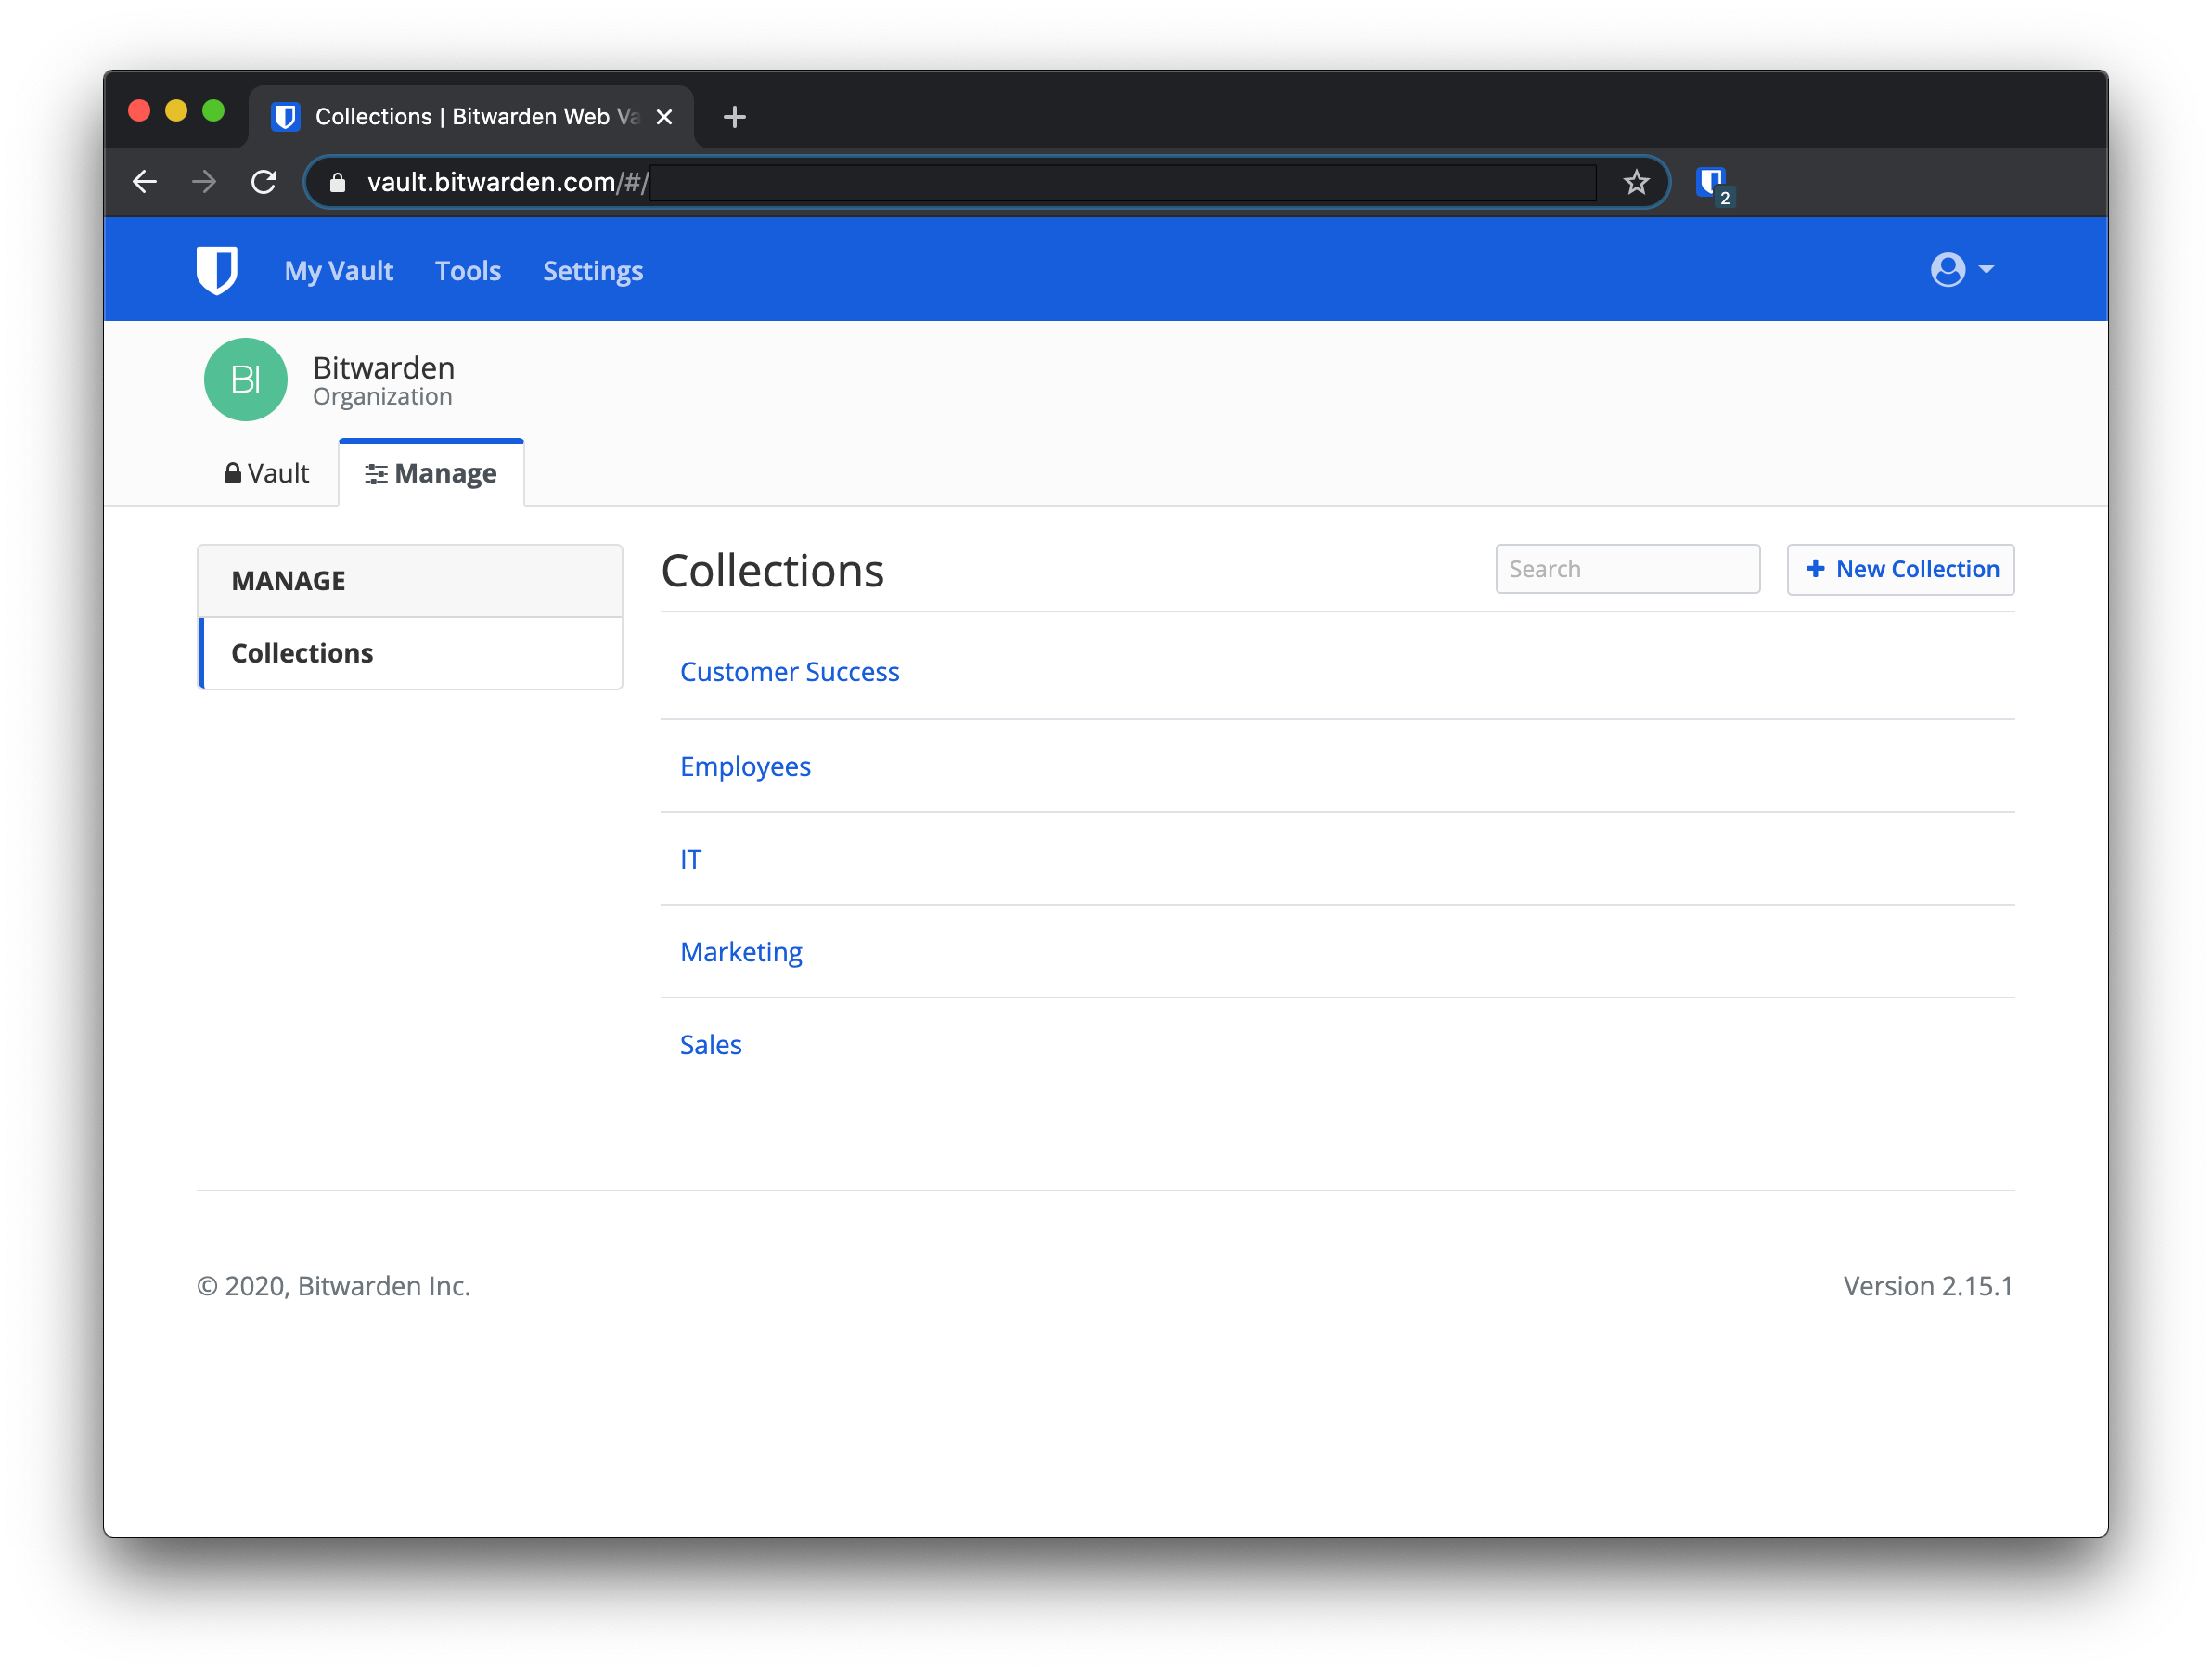 Collections | Bitwarden Web Va
vault.bitwarden.com/#/
2
My Vault Tools Settings
BI
Bitwarden
Organization
Vault Manage
MANAGE
Collections
Collections
Search
New Collection
Customer Success
Employees
IT
Marketing
Sales
© 2020, Bitwarden Inc.
Version 2.15.1